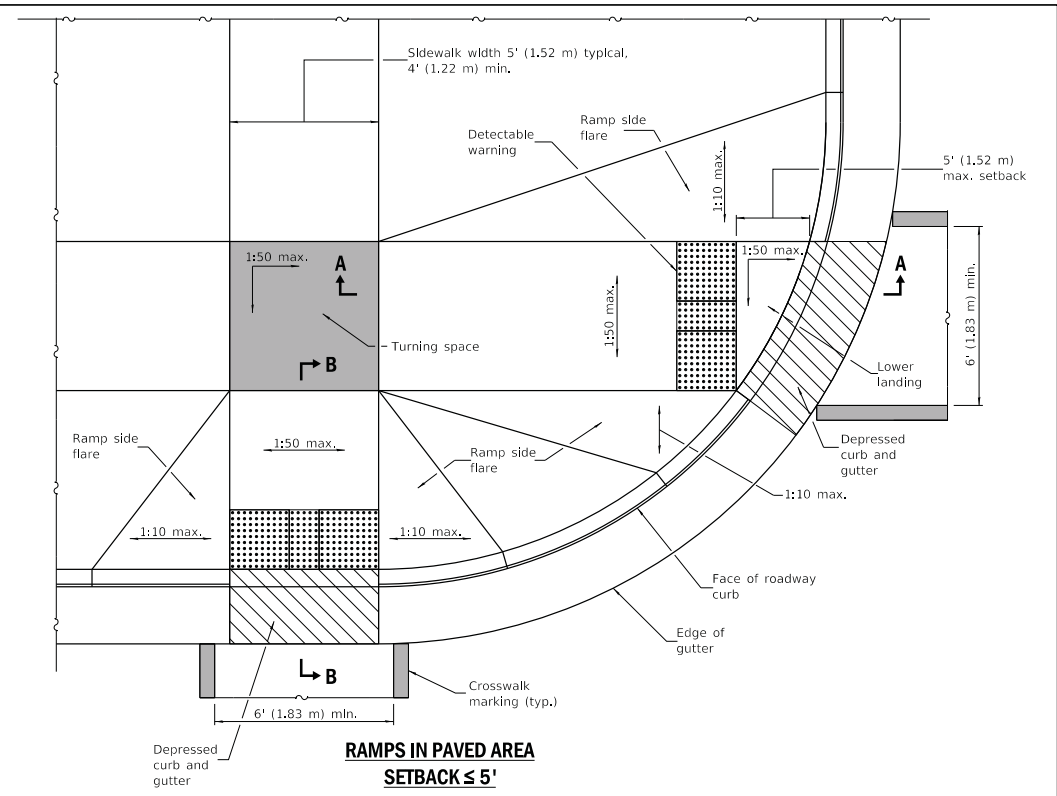 Sidewalk width 5' (1.52 m) typical,
4' (1.22 m) min.
Detectable
warning
Ramp side
flare
1:10 max.
5' (1.52 m)
max. setback
1:50 max.
A
Turning space
B
1:50 max.
1:50 max.
A
6' (1.83 m) min.
Lower
landing
Ramp side
flare
1:50 max.
Ramp side
flare
Depressed
curb and
gutter
1:10 max.
1:10 max.
1:10 max.
Face of roadway
curb
Edge of
gutter
B
Crosswalk
marking (typ.)
6' (1.83 m) min.
Depressed
curb and
gutter
RAMPS IN PAVED AREA
SETBACK ≤ 5'